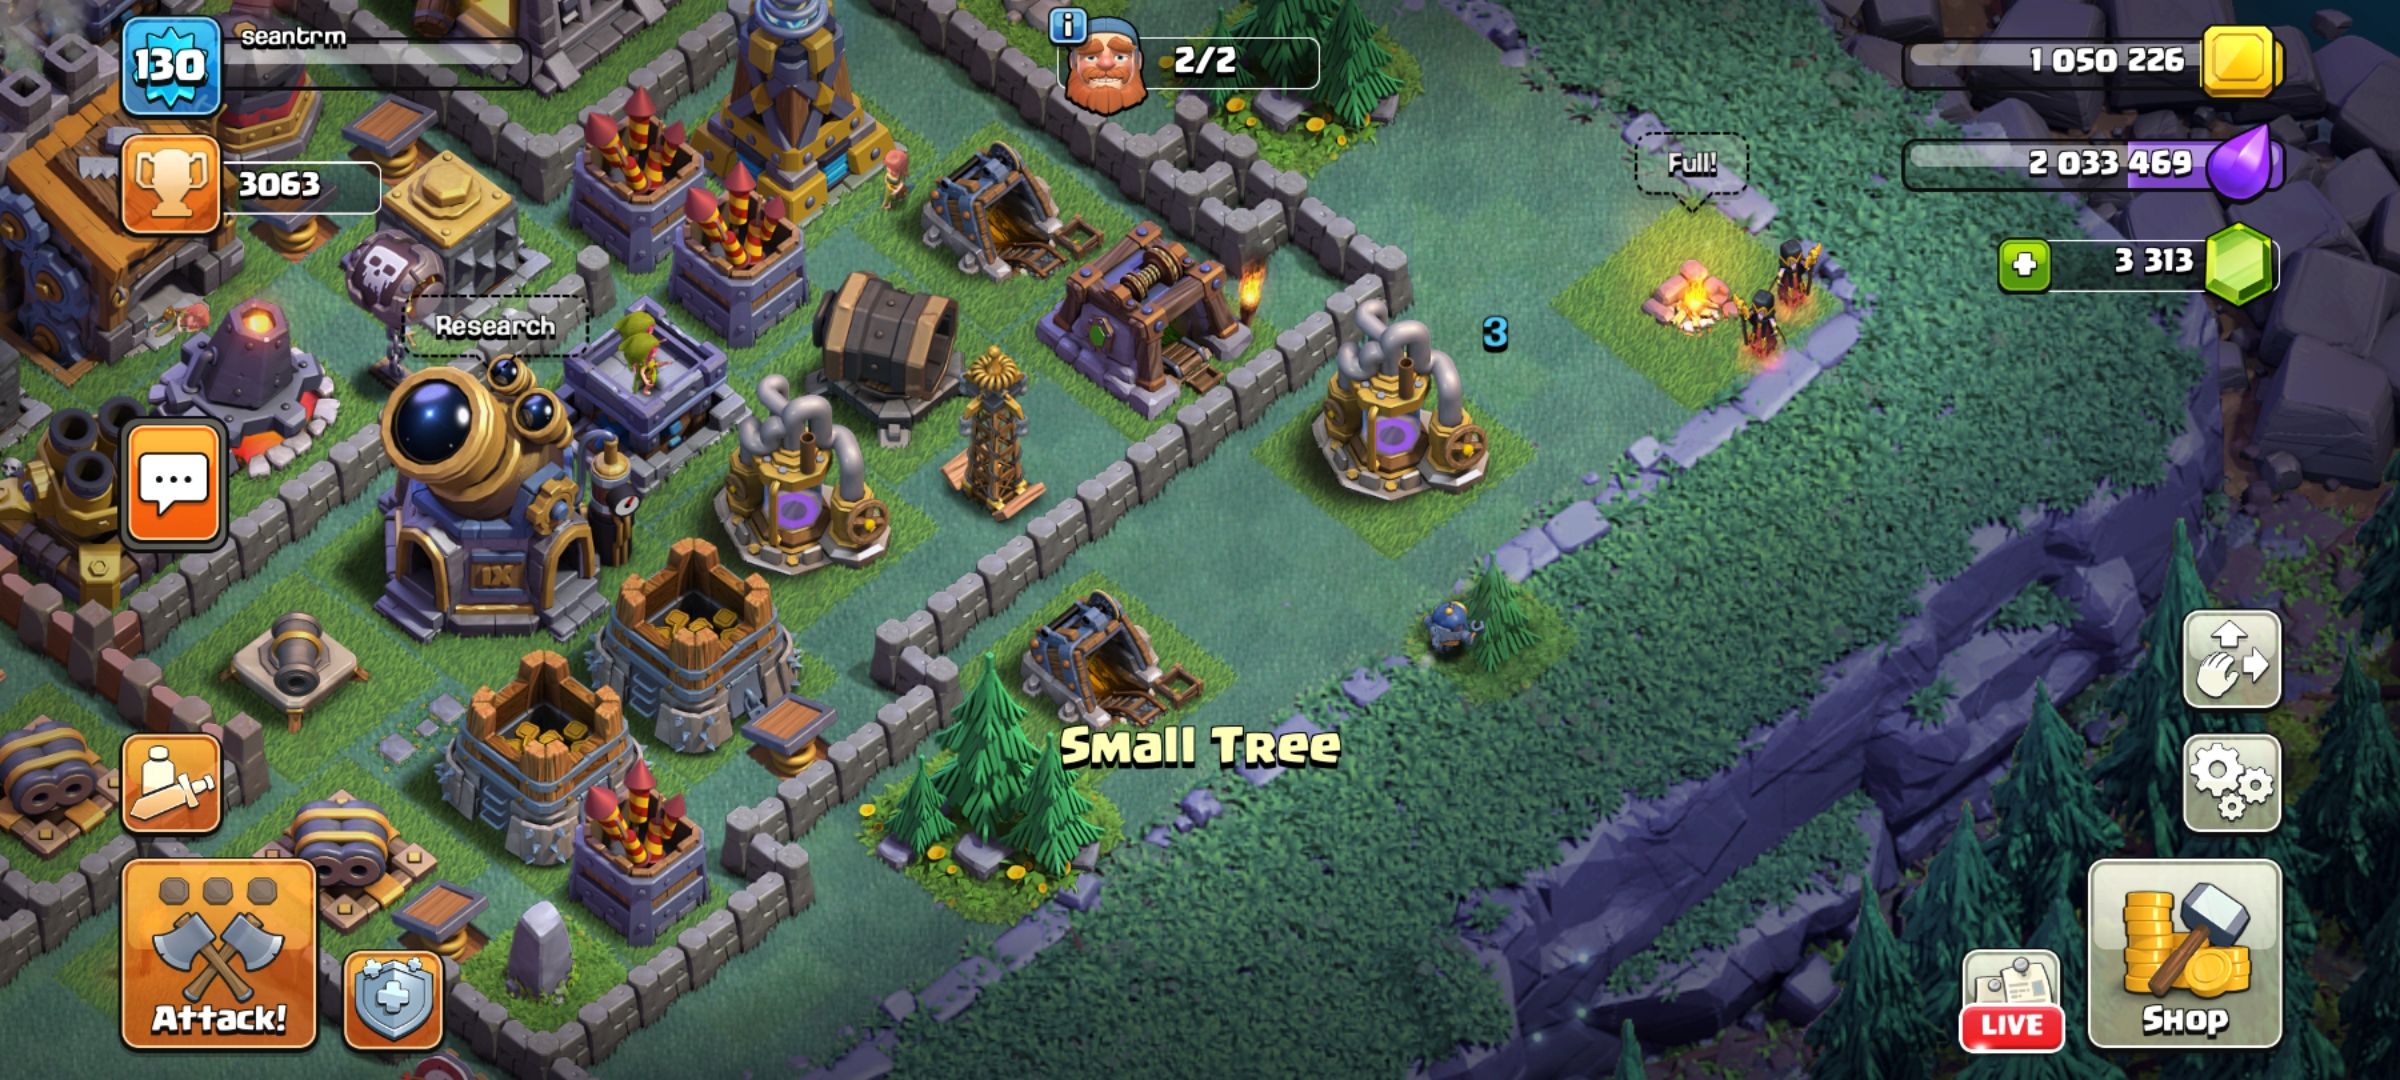 130
seantrm
i
2/2
1 050 226
3063
Full!
2 033 469
3 313
Research
3
IX
Small Tree
Attack!
LIVE
Shop